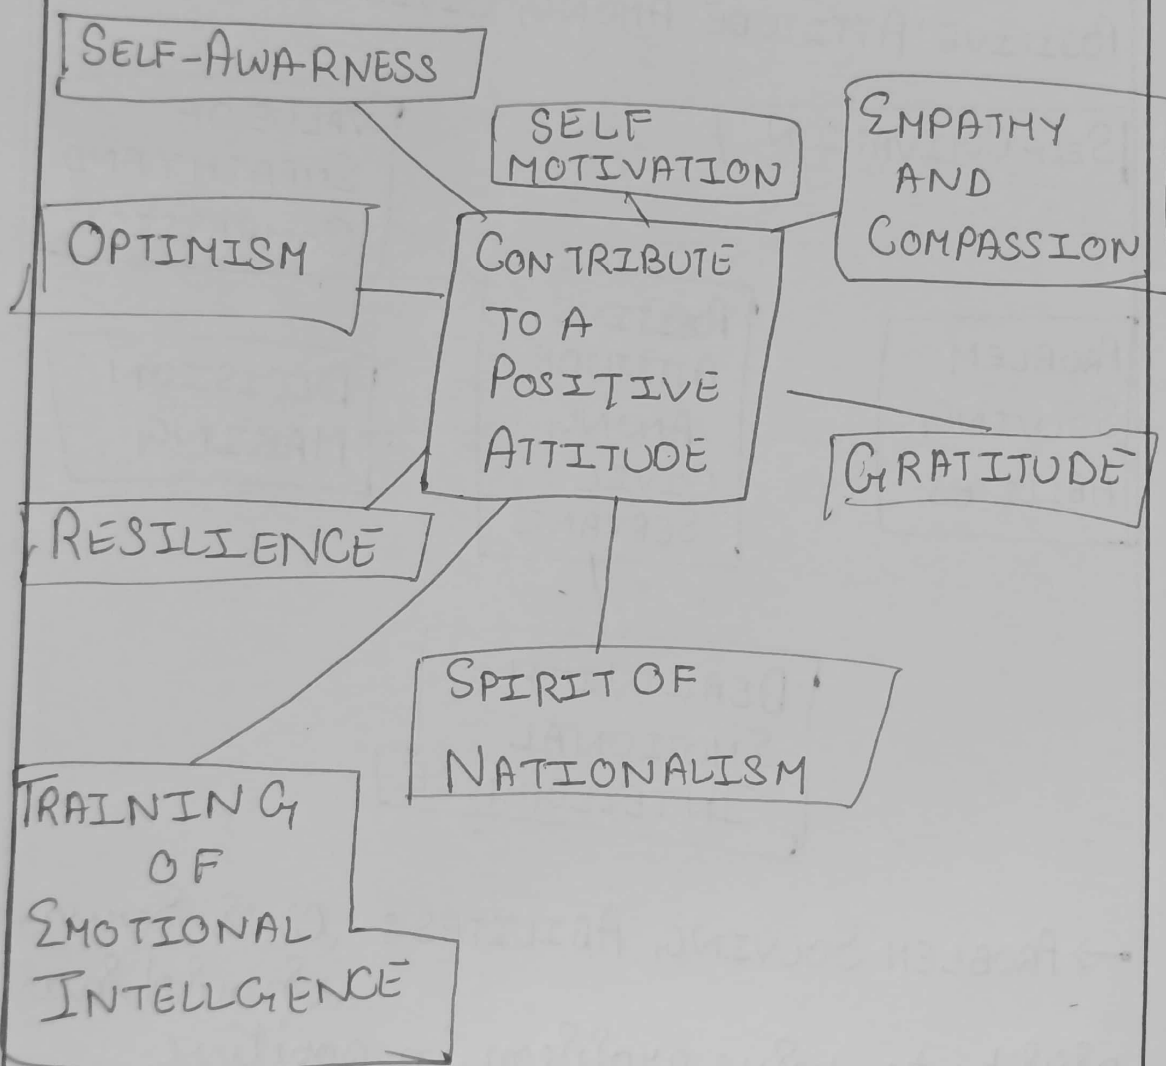 SELF-AWARNESS
SELF
MOTIVATION
EMPATHY
AND
COMPASSION
OPTIMISM
CONTRIBUTE
TO A
POSITIVE
ATTITUDE
GRATITUDE
RESILIENCE
SPIRIT OF
NATIONALISM
TRAINING
OF
EMOTIONAL
INTELLGENCE